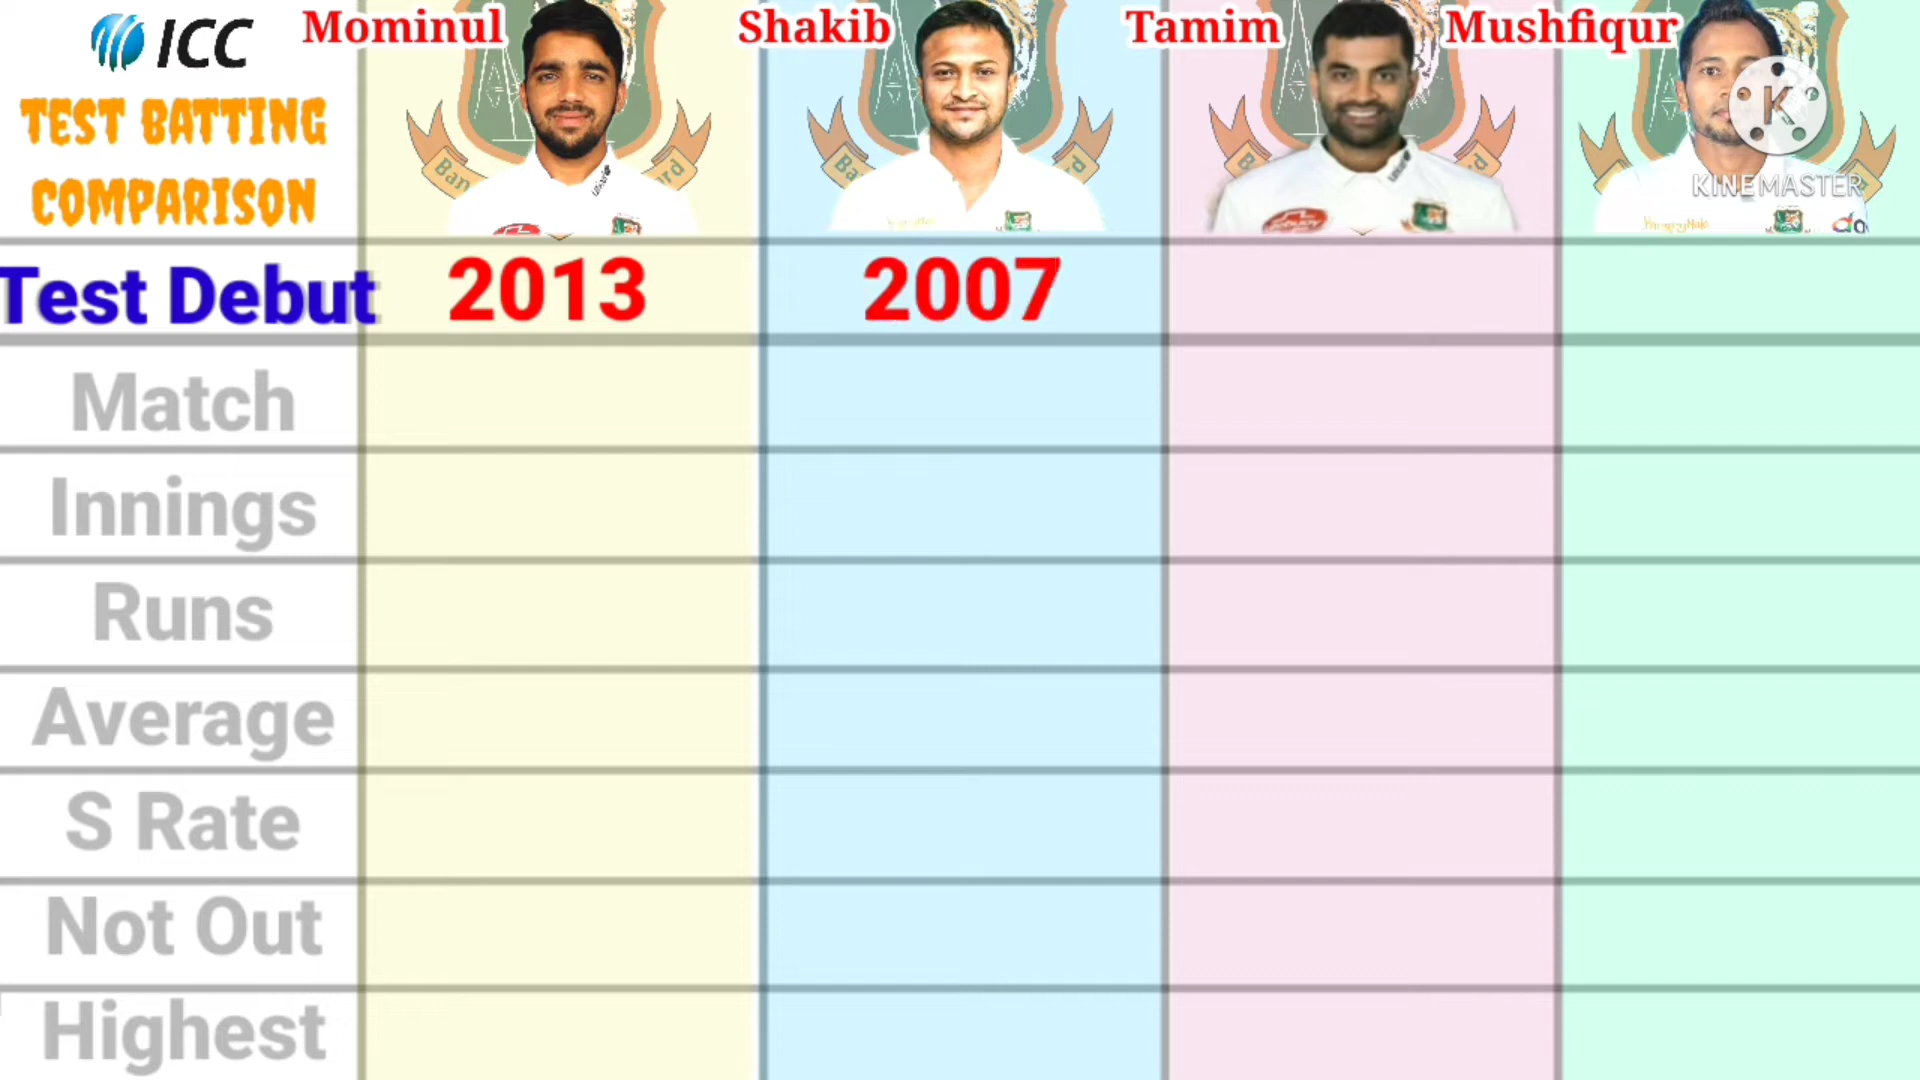 ICC
TEST BATTING
COMPARISON
Mominul
Shakib
Tamim
Mushfiqur
K
KINEMASTER
Test Debut 2013 2007
Match
Innings
Runs
Average
S Rate
Not Out
Highest